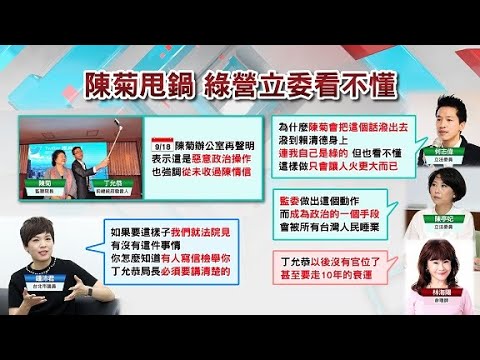 陳菊甩鍋 綠營立委看不懂
9/18 陳菊辦公室再聲明
表示這是惡意政治操作
也強調從未收過陳情信
陳菊
監察院長
丁允恭
前總統府發言人
為什麼陳菊會把這個話潑出去
潑到賴清德身上
連我自己是綠的 但也看不懂
這樣做只會讓人火更大而已
何志偉
立法委員
監委做出這個動作
而成為政治的一個手段
會被所有台灣人民唾棄
陳亭妃
立法委員
如果要這樣子我們就法院見
有沒有這件事情
你怎麼知道有人寫信檢舉你
丁允恭局長必須要講清楚的
鍾沛君
台北市議員
丁允恭以後沒有官位了
甚至要走10年的衰運
林海陽
命理師